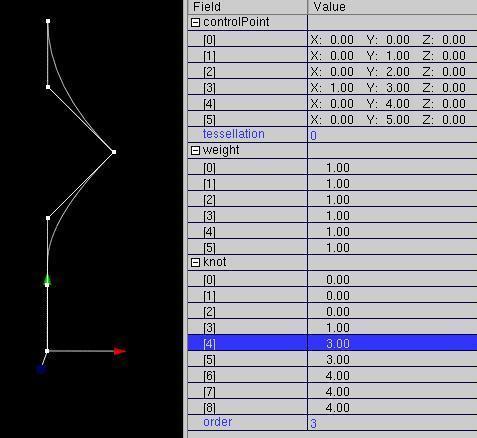 Field Value
controlPoint
[0] X: 0.00 Y: 0.00 Z: 0.00
[1] X: 0.00 Y: 1.00 Z: 0.00
[2] X: 0.00 Y: 2.00 Z: 0.00
[3] X: 1.00 Y: 3.00 Z: 0.00
[4] X: 0.00 Y: 4.00 Z: 0.00
[5] X: 0.00 Y: 5.00 Z: 0.00
tessellation 0
weight
[0] 1.00
[1] 1.00
[2] 1.00
[3] 1.00
[4] 1.00
[5] 1.00
knot
[0] 0.00
[1] 0.00
[2] 0.00
[3] 1.00
[4] 3.00
[5] 3.00
[6] 4.00
[7] 4.00
[8] 4.00
order 3